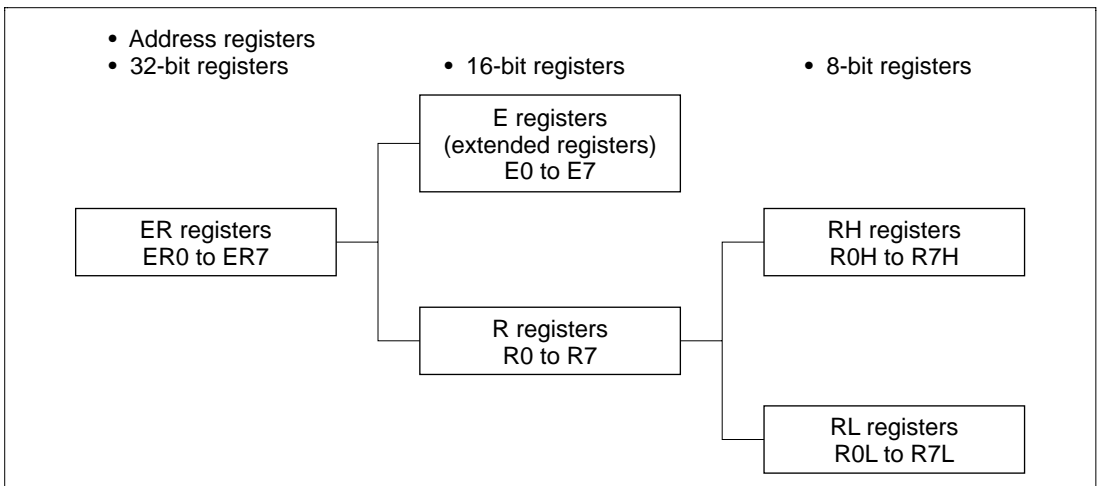 • Address registers
• 32-bit registers
• 16-bit registers
• 8-bit registers
E registers
(extended registers)
E0 to E7
ER registers
ER0 to ER7
RH registers
R0H to R7H
R registers
R0 to R7
RL registers
R0L to R7L